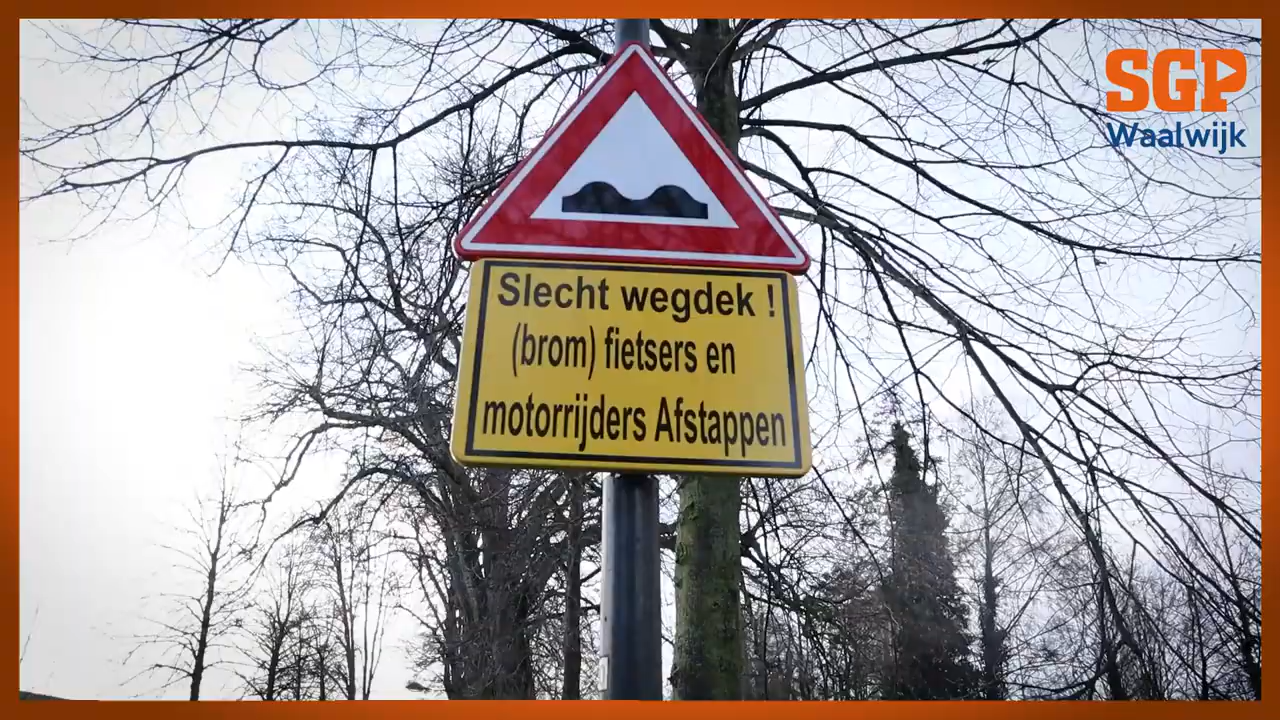 SGP
Waalwijk
Slecht wegdek !
(brom) fietsers en
motorrijders Afstappen